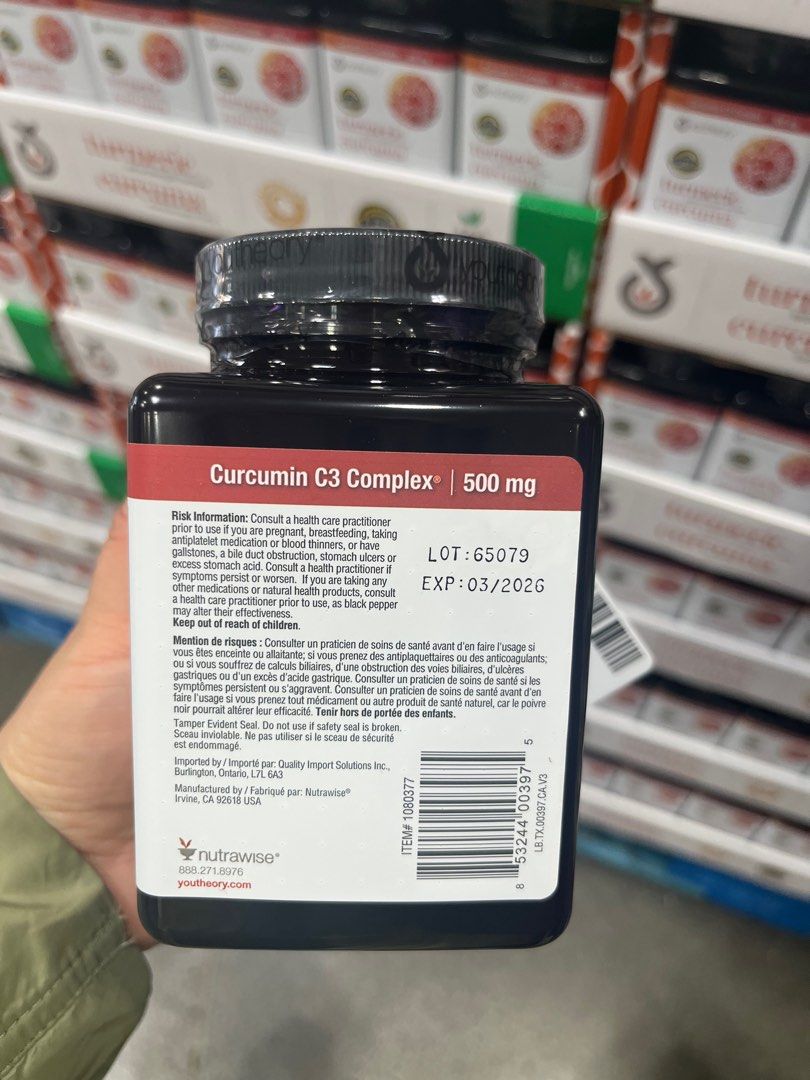 youtheory
youtheory
Curcumin C3 Complex® | 500 mg
Risk Information: Consult a health care practitioner
prior to use if you are pregnant, breastfeeding, taking
antiplatelet medication or blood thinners, or have
gallstones, a bile duct obstruction, stomach ulcers or
excess stomach acid. Consult a health practitioner if
symptoms persist or worsen. If you are taking any
other medications or natural health products, consult
a health care practitioner prior to use, as black pepper
may alter their effectiveness.
Keep out of reach of children.
LOT:65079
EXP:03/2026
Mention de risques : Consulter un praticien de soins de santé avant d'en faire l'usage si
vous êtes enceinte ou allaitante; si vous prenez des antiplaquettaires ou des anticoagulants;
ou si vous souffrez de calculs biliaires, d'une obstruction des voies biliaires, d'ulcères
gastriques ou d'un excès d'acide gastrique. Consulter un praticien de soins de santé si les
symptômes persistent ou s'aggravent. Consulter un praticien de soins de santé avant d'en
faire l'usage si vous prenez tout médicament ou autre produit de santé naturel, car le poivre
noir pourrait altérer leur efficacité. Tenir hors de portée des enfants.
Tamper Evident Seal. Do not use if safety seal is broken.
Sceau inviolable. Ne pas utiliser si le sceau de sécurité
est endommagé.
Imported by / Importé par: Quality Import Solutions Inc.,
Burlington, Ontario, L7L 6A3
Manufactured by / Fabriqué par: Nutrawise®
Irvine, CA 92618 USA
nutrawise®
888.271.8976
youtheory.com
ITEM# 1080377
8 53244 00397 5
LB.TX.00397.CA.V3
turmeric
curcumin
turmeric
curcumin